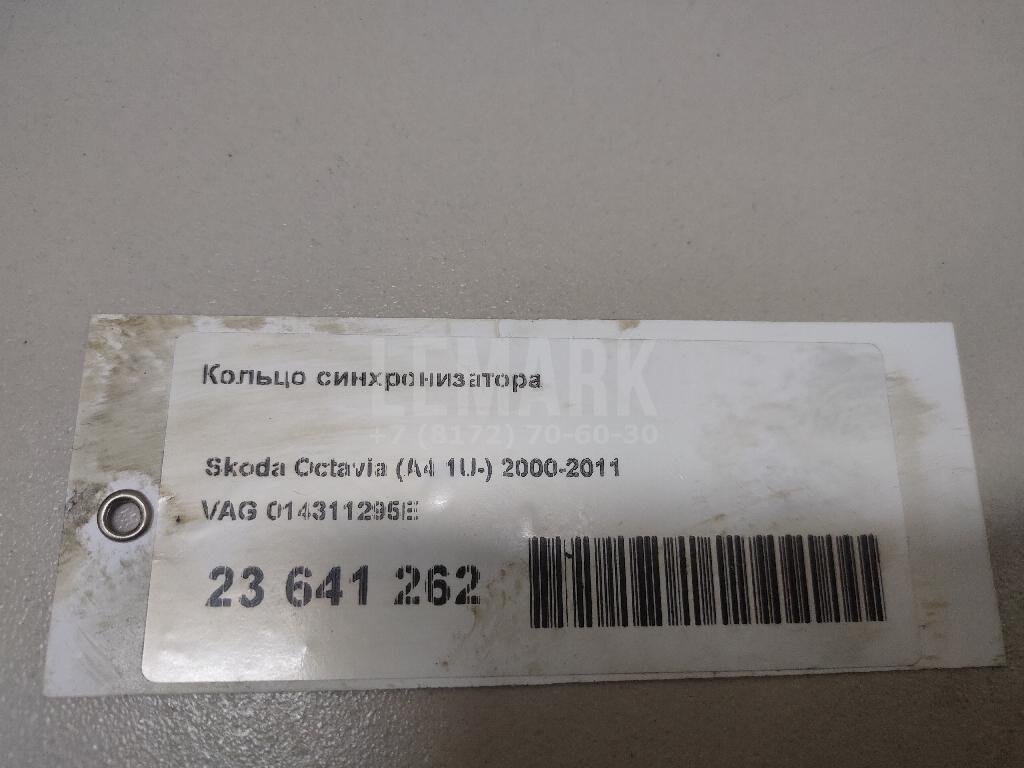 LEMARK
Кольцо синхронизатора
+7 (8172) 70-60-30
Skoda Octavia (A4 1U-) 2000-2011
VAG 014311295E
23 641 262